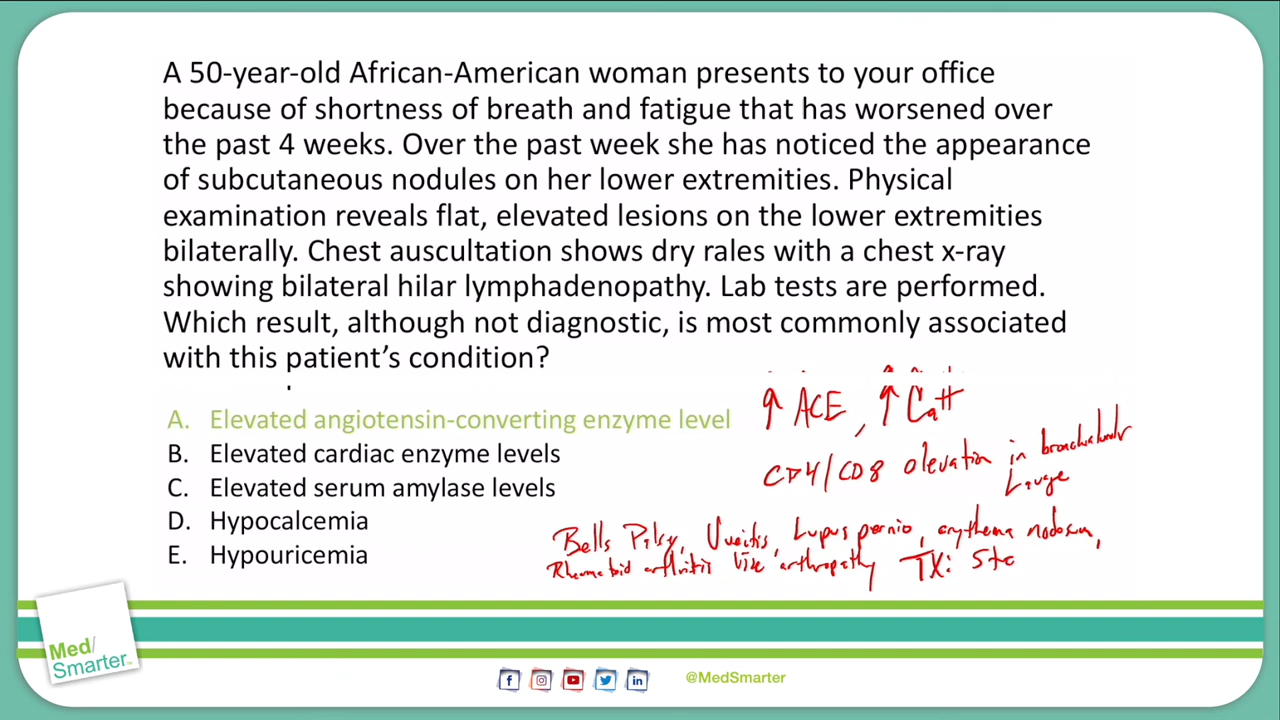 A 50-year-old African-American woman presents to your office
because of shortness of breath and fatigue that has worsened over
the past 4 weeks. Over the past week she has noticed the appearance
of subcutaneous nodules on her lower extremities. Physical
examination reveals flat, elevated lesions on the lower extremities
bilaterally. Chest auscultation shows dry rales with a chest x-ray
showing bilateral hilar lymphadenopathy. Lab tests are performed.
Which result, although not diagnostic, is most commonly associated
with this patient's condition?
A. Elevated angiotensin-converting enzyme level
B. Elevated cardiac enzyme levels
C. Elevated serum amylase levels
D. Hypocalcemia
E. Hypouricemia
↑ ACE, ↑ Ca++
CD4/CD8 elevation in
Lavage
Bells Palsy, Uveitis, Lupus pernio, erythema nodosum,
Rheumatoid arthritis like arthropathy TX: Ste
Med/
Smarter™
@MedSmarter